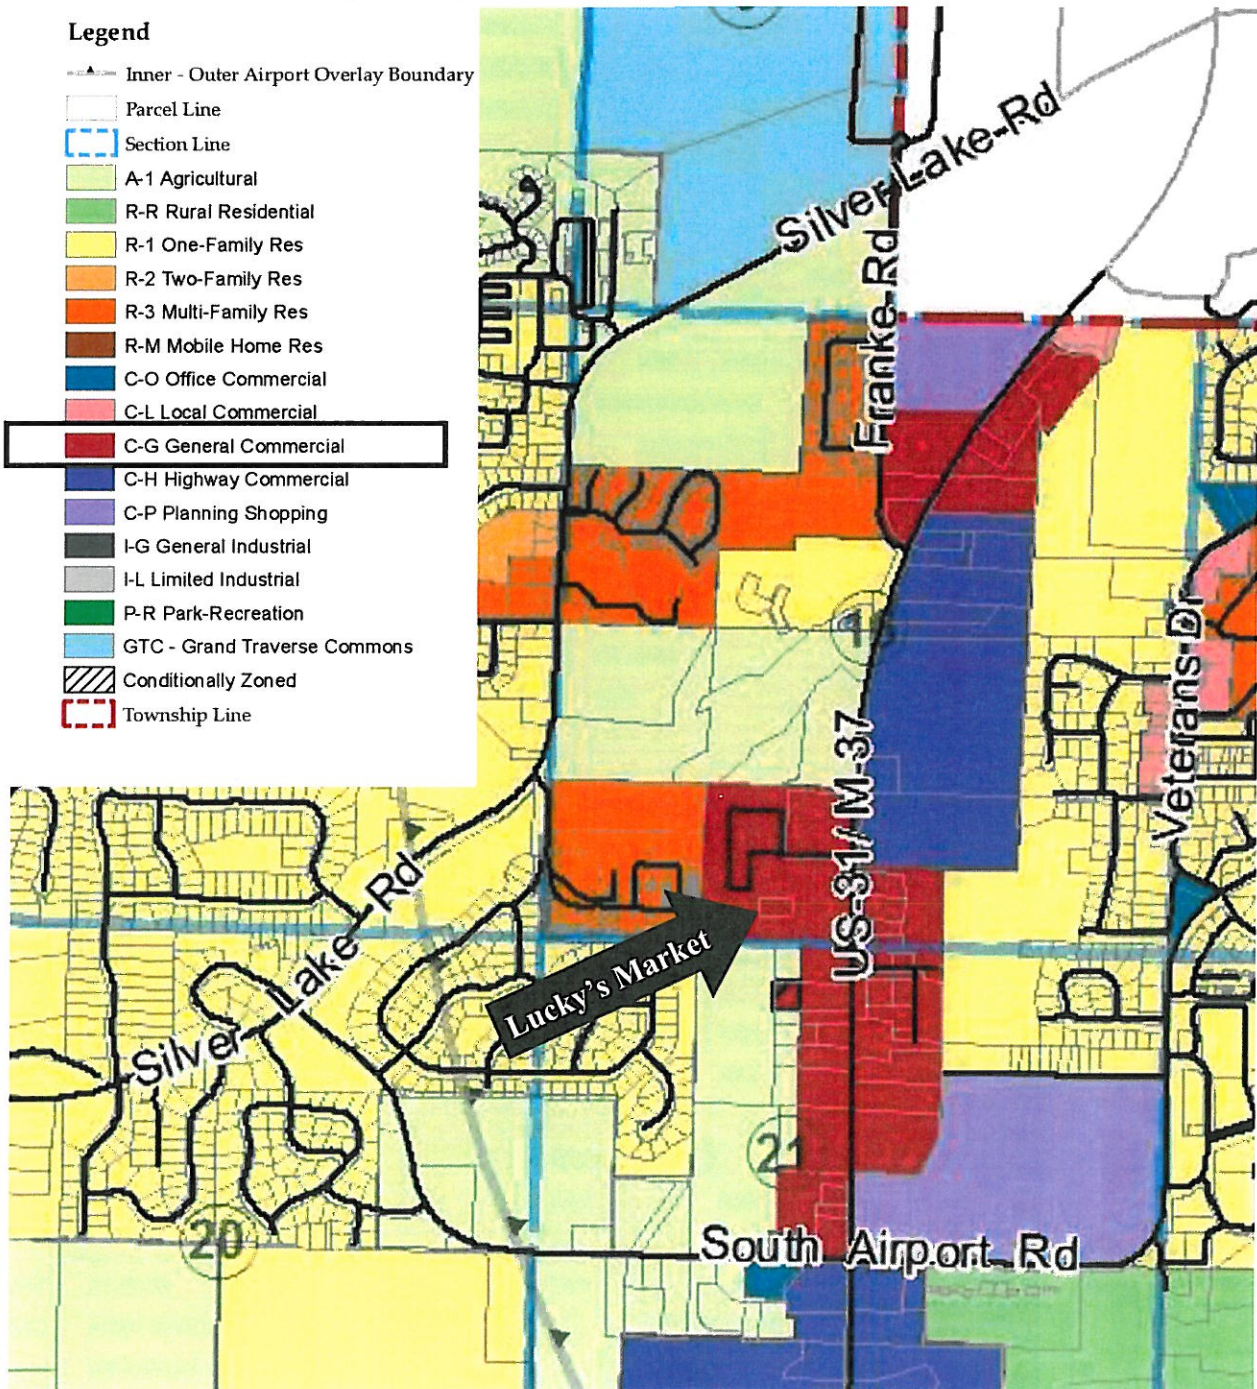 Legend
Inner - Outer Airport Overlay Boundary
Parcel Line
Section Line
A-1 Agricultural
R-R Rural Residential
R-1 One-Family Res
R-2 Two-Family Res
R-3 Multi-Family Res
R-M Mobile Home Res
C-O Office Commercial
C-L Local Commercial
C-G General Commercial
C-H Highway Commercial
C-P Planning Shopping
I-G General Industrial
I-L Limited Industrial
P-R Park-Recreation
GTC - Grand Traverse Commons
Conditionally Zoned
Township Line
Silver Lake Rd
Franke Rd
Veterans Dr
US-31 / M-37
Silver Lake Rd
Lucky's Market
21
20
South Airport Rd